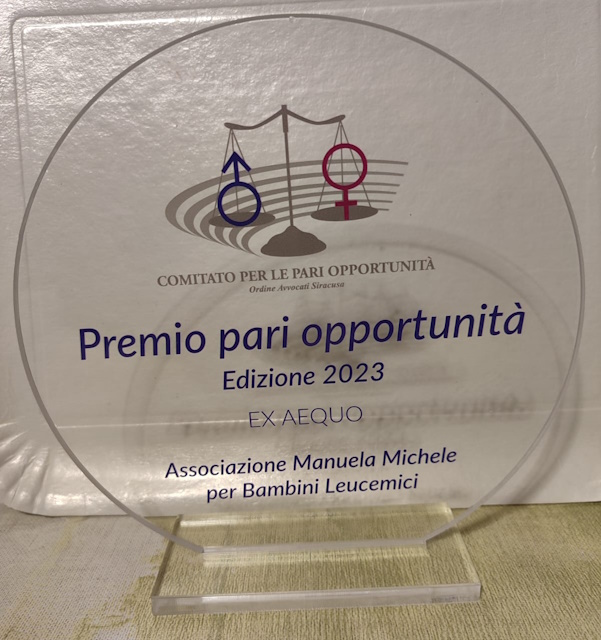 COMITATO PER LE PARI OPPORTUNITÀ
Ordine Avvocati Siracusa
Premio pari opportunità
Edizione 2023
EX AEQUO
Associazione Manuela Michele
per Bambini Leucemici